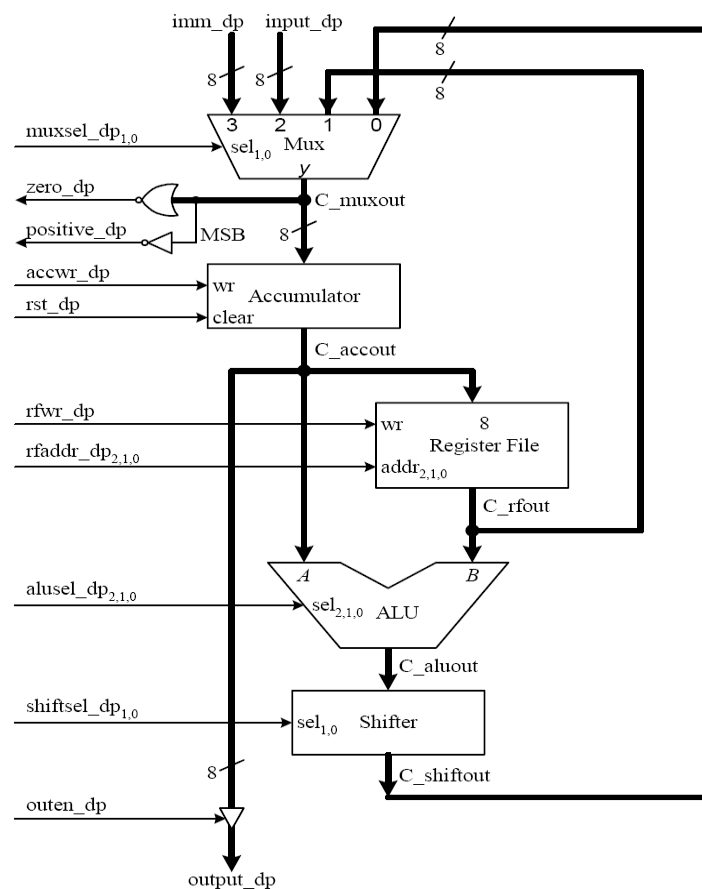 imm_dp input_dp
8
8
8
8
3 2 1 0
muxsel_dp1,0
sel1,0
Mux
y
zero_dp
C_muxout
positive_dp
MSB
8
accwr_dp
wr
Accumulator
rst_dp
clear
C_accout
rfwr_dp
wr
8
Register File
rfaddr_dp2,1,0
addr2,1,0
C_rfout
A
B
alusel_dp2,1,0
sel2,1,0
ALU
C_aluout
shiftsel_dp1,0
sel1,0
Shifter
8
C_shiftout
outen_dp
output_dp